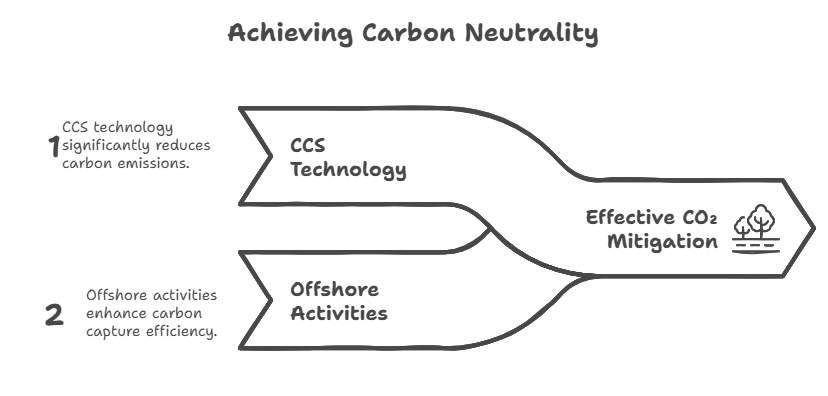 Achieving Carbon Neutrality
1
CCS technology
significantly reduces
carbon emissions.
CCS
Technology
Effective CO₂
Mitigation
2
Offshore activities
enhance carbon
capture efficiency.
Offshore
Activities